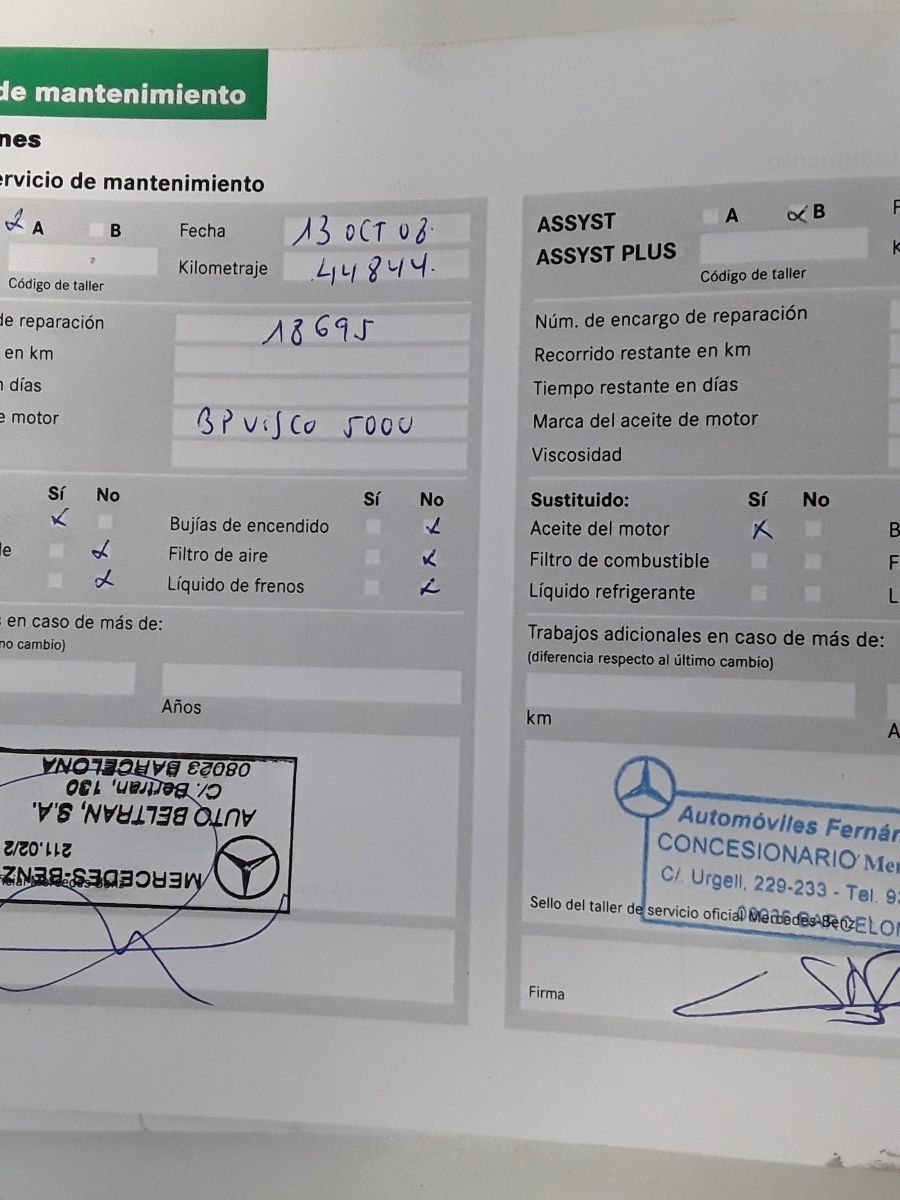 de mantenimiento
nes
ervicio de mantenimiento
A B Fecha 13 OCT 08.
Código de taller Kilometraje 44844.
de reparación 18695
en km
n días
e motor BP VISCO 5000
Sí No Sí No
Bujías de encendido
le Filtro de aire
Líquido de frenos
s en caso de más de:
no cambio)
Años
MERCEDES-BENZ
211.02/2
AUTO BELTRAN, S.A.
C/. Bertran, 130
08023 BARCELONA
ASSYST A B F
ASSYST PLUS K
Código de taller
Núm. de encargo de reparación
Recorrido restante en km
Tiempo restante en días
Marca del aceite de motor
Viscosidad
Sustituido: Sí No
Aceite del motor B
Filtro de combustible F
Líquido refrigerante L
Trabajos adicionales en caso de más de:
(diferencia respecto al último cambio)
km A
Automóviles Fernán
CONCESIONARIO Mer
C/. Urgell, 229-233 - Tel. 93
08036 BARCELON
Sello del taller de servicio oficial Mercedes-Benz
Firma